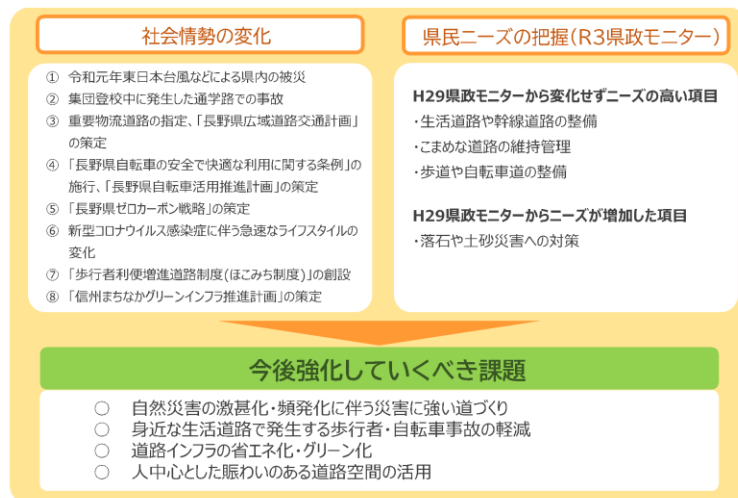 社会情勢の変化
① 令和元年東日本台風などによる県内の被災
② 集団登校中に発生した通学路での事故
③ 重要物流道路の指定、「長野県広域道路交通計画」
の策定
④ 「長野県自転車の安全で快適な利用に関する条例」の
施行、「長野県自転車活用推進計画」の策定
⑤ 「長野県ゼロカーボン戦略」の策定
⑥ 新型コロナウイルス感染症に伴う急速なライフスタイルの
変化
⑦ 「歩行者利便増進道路制度(ほこみち制度)」の創設
⑧ 「信州まちなかグリーンインフラ推進計画」の策定
県民ニーズの把握(R3県政モニター)
H29県政モニターから変化せずニーズの高い項目
・生活道路や幹線道路の整備
・こまめな道路の維持管理
・歩道や自転車道の整備
H29県政モニターからニーズが増加した項目
・落石や土砂災害への対策
今後強化していくべき課題
○ 自然災害の激甚化・頻発化に伴う災害に強い道づくり
○ 身近な生活道路で発生する歩行者・自転車事故の軽減
○ 道路インフラの省エネ化・グリーン化
○ 人中心とした賑わいのある道路空間の活用